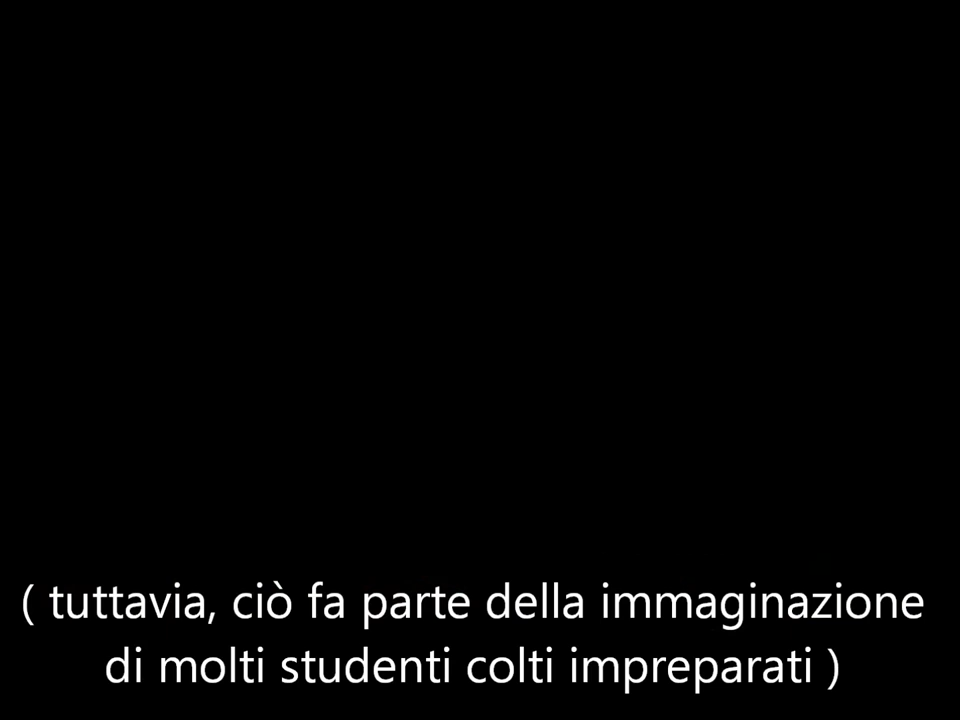 ( tuttavia, ciò fa parte della immaginazione
di molti studenti colti impreparati )